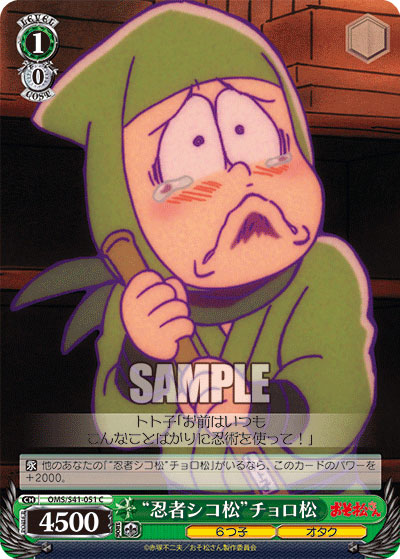 LEVEL
1
0
COST
SAMPLE
トト子「お前はいつも
こんなことばかりに忍術を使って！」
永 他のあなたの「“忍者シコ松”チョロ松」がいるなら、このカードのパワーを
＋2000。
CH OMS/S41-051 C
4500
“忍者シコ松”チョロ松
おそ松さん
６つ子
オタク
©赤塚不二夫／おそ松さん製作委員会